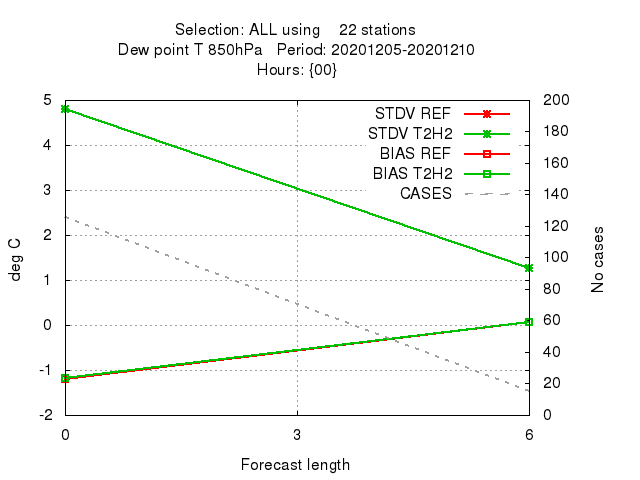 Selection: ALL using    22 stations
Dew point T 850hPa   Period: 20201205-20201210
Hours: {00}
STDV REF
STDV T2H2
BIAS REF
BIAS T2H2
CASES
5
4
3
2
1
0
-1
-2
deg C
200
180
160
140
120
100
80
60
40
20
0
No cases
0 3 6
Forecast length